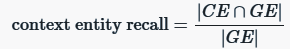 context entity recall = |CE ∩ GE| / |GE|